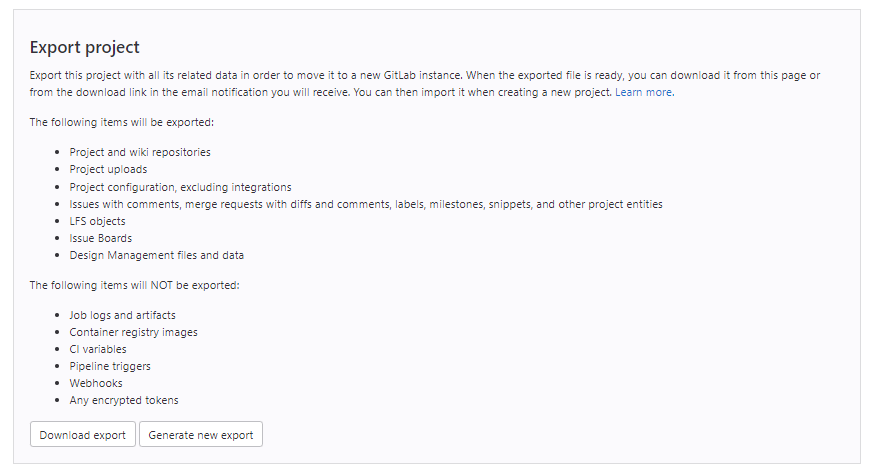 Export project
Export this project with all its related data in order to move it to a new GitLab instance. When the exported file is ready, you can download it from this page or
from the download link in the email notification you will receive. You can then import it when creating a new project. Learn more.
The following items will be exported:
• Project and wiki repositories
• Project uploads
• Project configuration, excluding integrations
• Issues with comments, merge requests with diffs and comments, labels, milestones, snippets, and other project entities
• LFS objects
• Issue Boards
• Design Management files and data
The following items will NOT be exported:
• Job logs and artifacts
• Container registry images
• CI variables
• Pipeline triggers
• Webhooks
• Any encrypted tokens
Download export Generate new export